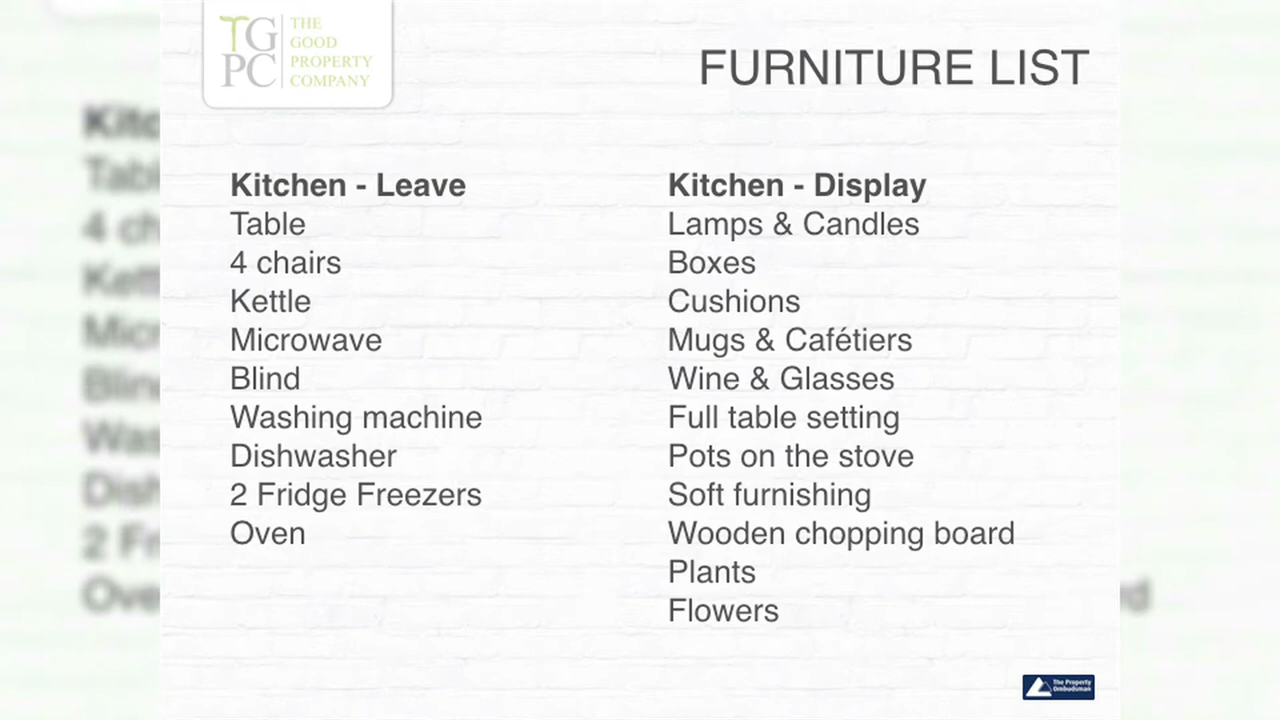 TGPC
THE
GOOD
PROPERTY
COMPANY
FURNITURE LIST
Kitchen - Leave
Table
4 chairs
Kettle
Microwave
Blind
Washing machine
Dishwasher
2 Fridge Freezers
Oven
Kitchen - Display
Lamps & Candles
Boxes
Cushions
Mugs & Cafétiers
Wine & Glasses
Full table setting
Pots on the stove
Soft furnishing
Wooden chopping board
Plants
Flowers
The Property
Ombudsman